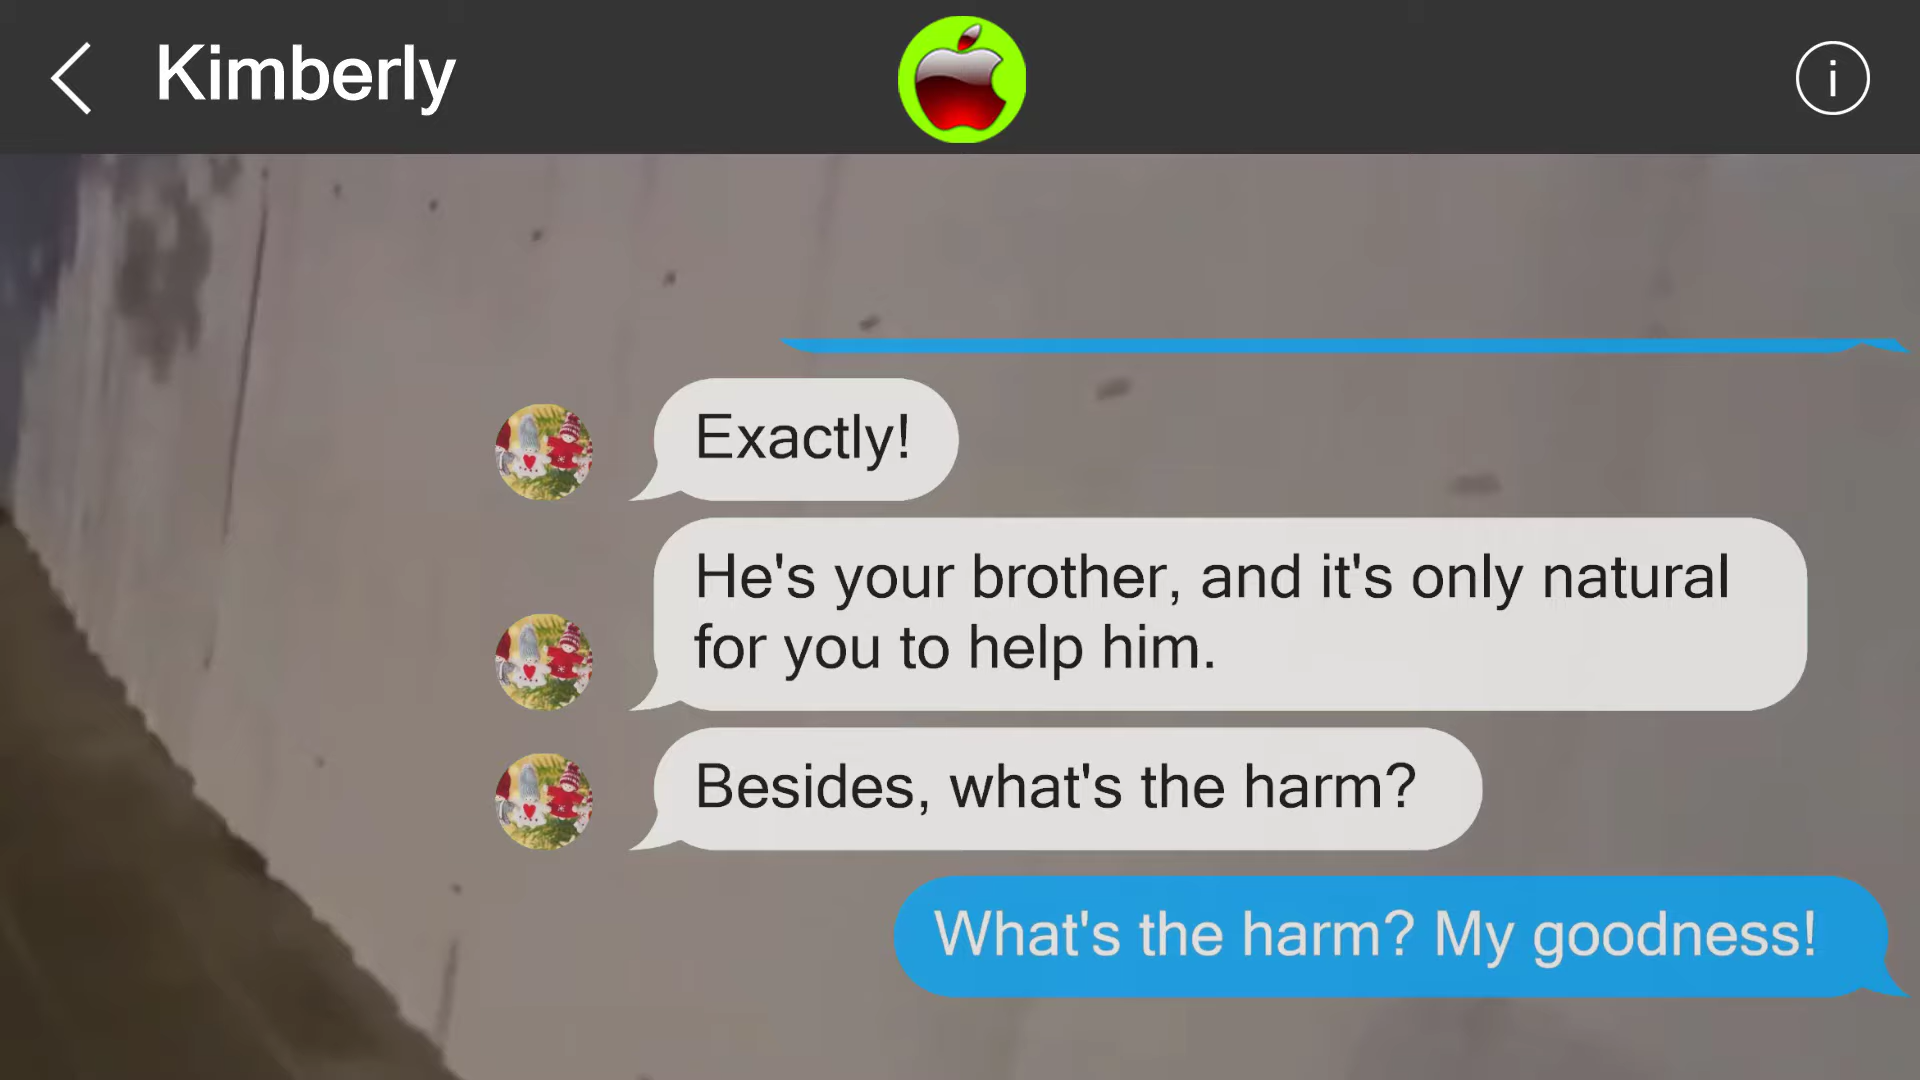 Kimberly
i
Exactly!
He's your brother, and it's only natural
for you to help him.
Besides, what's the harm?
What's the harm? My goodness!